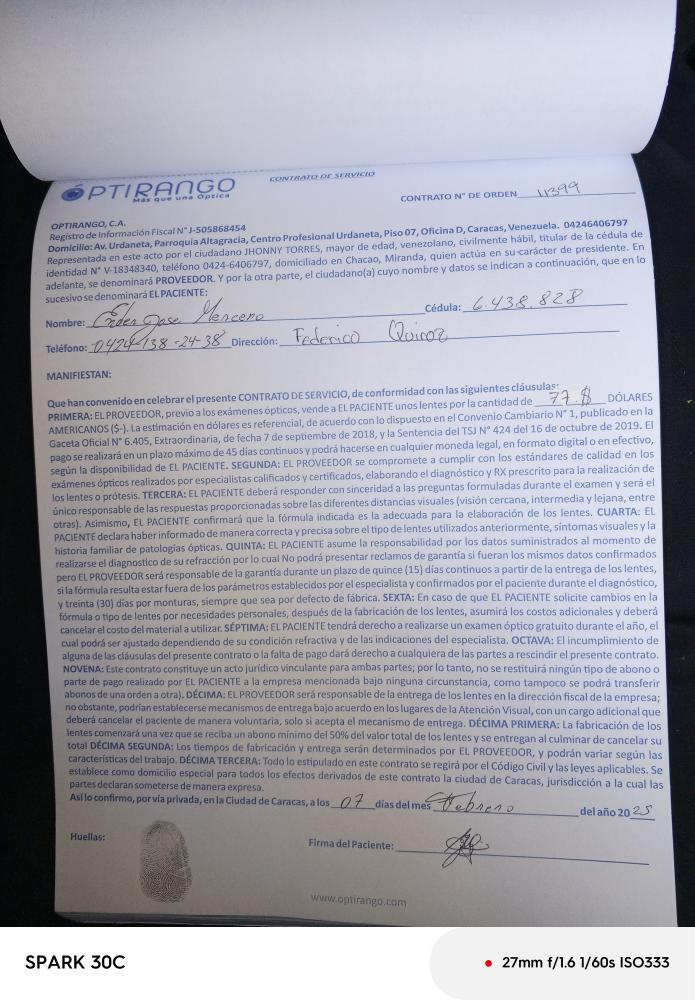 ÓPTIRANGO
Más que una Óptica
CONTRATO DE SERVICIO
CONTRATO N° DE ORDEN 11399
OPTIRANGO, C.A.
Registro de Información Fiscal N° J-505868454
Domicilio: Av. Urdaneta, Parroquia Altagracia, Centro Profesional Urdaneta, Piso 07, Oficina D, Caracas, Venezuela. 04246406797
Representada en este acto por el ciudadano JHONNY TORRES, mayor de edad, venezolano, civilmente hábil, titular de la cédula de
identidad N° V-18348340, teléfono 0424-6406797, domiciliado en Chacao, Miranda, quien actúa en su carácter de presidente. En
adelante, se denominará PROVEEDOR. Y por la otra parte, el ciudadano(a) cuyo nombre y datos se indican a continuación, que en lo
sucesivo se denominará EL PACIENTE:
Nombre: Jose Cédula: 6.438.828
Teléfono: 0424-138-24-38 Dirección: Federico Quiroz
MANIFIESTAN:
Que han convenido en celebrar el presente CONTRATO DE SERVICIO, de conformidad con las siguientes cláusulas:
PRIMERA: EL PROVEEDOR, previo a los exámenes ópticos, vende a EL PACIENTE unos lentes por la cantidad de 77 $ DÓLARES
AMERICANOS ($-). La estimación en dólares es referencial, de acuerdo con lo dispuesto en el Convenio Cambiario N° 1, publicado en la
Gaceta Oficial N° 6.405, Extraordinaria, de fecha 7 de septiembre de 2018, y la Sentencia del TSJ N° 424 del 16 de octubre de 2019. El
pago se realizará en un plazo máximo de 45 días continuos y podrá hacerse en cualquier moneda legal, en formato digital o en efectivo,
según la disponibilidad de EL PACIENTE. SEGUNDA: EL PROVEEDOR se compromete a cumplir con los estándares de calidad en los
exámenes ópticos realizados por especialistas calificados y certificados, elaborando el diagnóstico y RX prescrito para la realización de
los lentes o prótesis. TERCERA: EL PACIENTE deberá responder con sinceridad a las preguntas formuladas durante el examen y será el
único responsable de las respuestas proporcionadas sobre las diferentes distancias visuales (visión cercana, intermedia y lejana, entre
otras). Asimismo, EL PACIENTE confirmará que la fórmula indicada es la adecuada para la elaboración de los lentes. CUARTA: EL
PACIENTE declara haber informado de manera correcta y precisa sobre el tipo de lentes utilizados anteriormente, síntomas visuales y la
historia familiar de patologías ópticas. QUINTA: EL PACIENTE asume la responsabilidad por los datos suministrados al momento de
realizarse el diagnóstico de su refracción por lo cual No podrá presentar reclamos de garantía si fueran los mismos datos confirmados
pero EL PROVEEDOR será responsable de la garantía durante un plazo de quince (15) días continuos a partir de la entrega de los lentes,
si la fórmula resulta estar fuera de los parámetros establecidos por el especialista y confirmados por el paciente durante el diagnóstico,
y treinta (30) días por monturas, siempre que sea por defecto de fábrica. SEXTA: En caso de que EL PACIENTE solicite cambios en la
fórmula o tipo de lentes por necesidades personales, después de la fabricación de los lentes, asumirá los costos adicionales y deberá
cancelar el costo del material a utilizar. SÉPTIMA: EL PACIENTE tendrá derecho a realizarse un examen óptico gratuito durante el año, el
cual podrá ser ajustado dependiendo de su condición refractiva y de las indicaciones del especialista. OCTAVA: El incumplimiento de
alguna de las cláusulas del presente contrato o la falta de pago dará derecho a cualquiera de las partes a rescindir el presente contrato.
NOVENA: Este contrato constituye un acto jurídico vinculante para ambas partes; por lo tanto, no se restituirá ningún tipo de abono o
parte de pago realizado por EL PACIENTE a la empresa mencionada bajo ninguna circunstancia, como tampoco se podrá transferir
abonos de una orden a otra). DÉCIMA: EL PROVEEDOR será responsable de la entrega de los lentes en la dirección fiscal de la empresa;
no obstante, podrían establecerse mecanismos de entrega bajo acuerdo en los lugares de la Atención Visual, con un cargo adicional que
deberá cancelar el paciente de manera voluntaria, solo si acepta el mecanismo de entrega. DÉCIMA PRIMERA: La fabricación de los
lentes comenzará una vez que se reciba un abono mínimo del 50% del valor total de los lentes y se entregan al culminar de cancelar su
total DÉCIMA SEGUNDA: Los tiempos de fabricación y entrega serán determinados por EL PROVEEDOR, y podrán variar según las
características del trabajo. DÉCIMA TERCERA: Todo lo estipulado en este contrato se regirá por el Código Civil y las leyes aplicables. Se
establece como domicilio especial para todos los efectos derivados de este contrato la ciudad de Caracas, jurisdicción a la cual las
partes declaran someterse de manera expresa.
Así lo confirmo, por vía privada, en la Ciudad de Caracas, a los 07 días del mes Febrero del año 2025
Huellas:
Firma del Paciente:
www.optirango.com
SPARK 30C
27mm f/1.6 1/60s ISO333